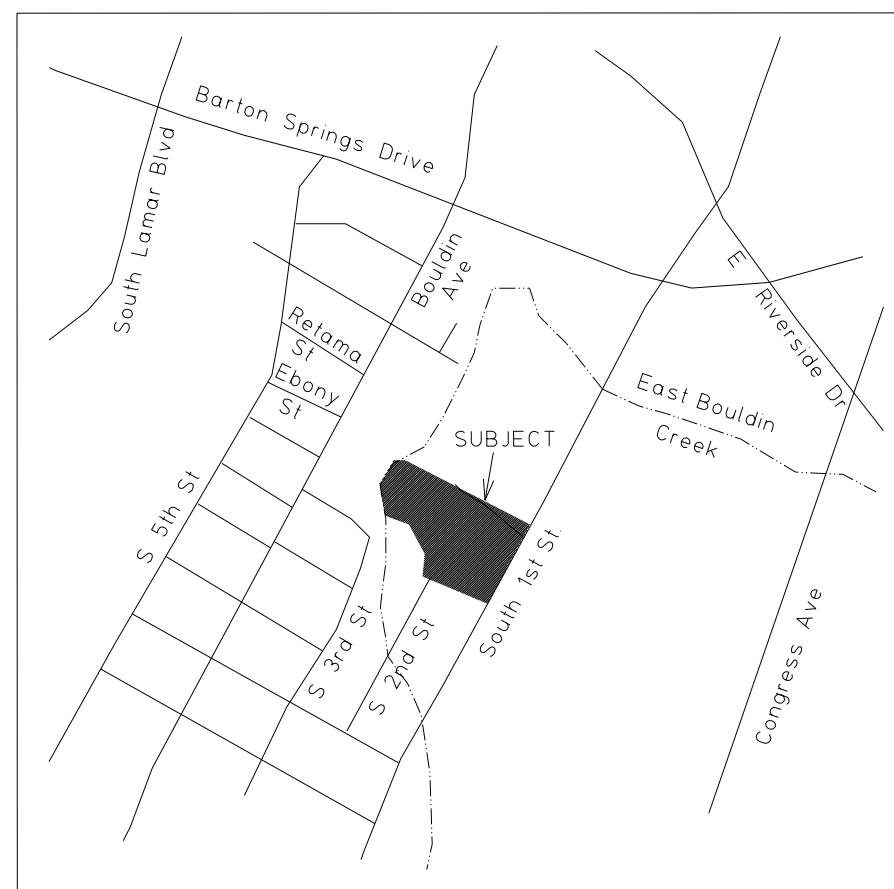 Barton Springs Drive
South Lamar Blvd
Bouldin
Ave
E Riverside Dr
Retama
St
Ebony
St
East Bouldin
Creek
SUBJECT
S 5th St
South 1st St.
S 3rd St
S 2nd St
Congress Ave